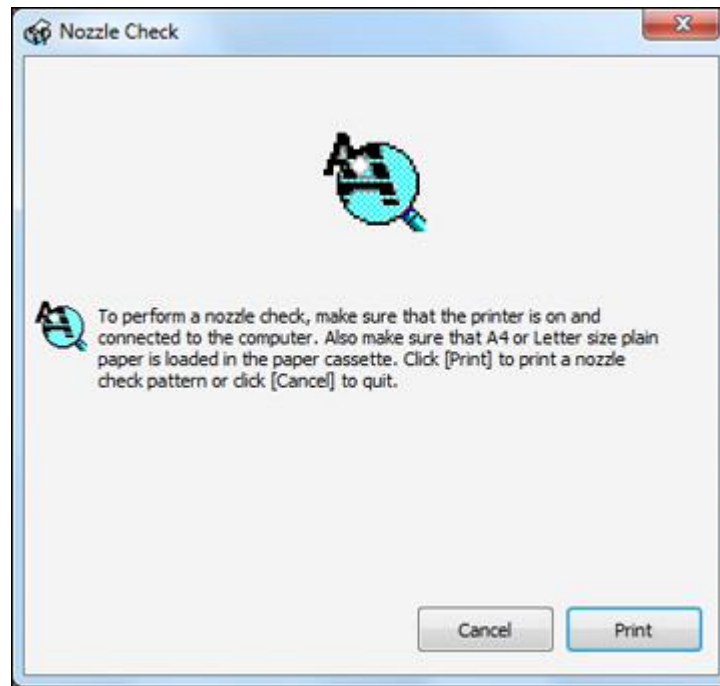 Nozzle Check
To perform a nozzle check, make sure that the printer is on and
connected to the computer. Also make sure that A4 or Letter size plain
paper is loaded in the paper cassette. Click [Print] to print a nozzle
check pattern or click [Cancel] to quit.
Cancel
Print